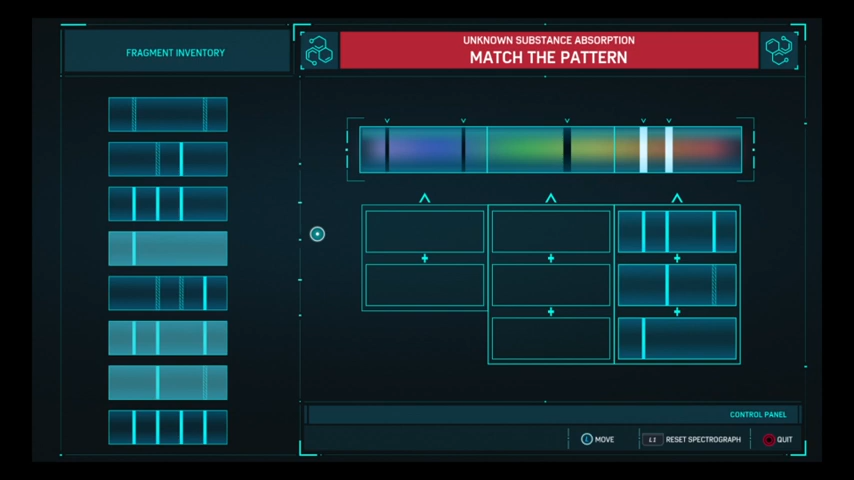 FRAGMENT INVENTORY
UNKNOWN SUBSTANCE ABSORPTION
MATCH THE PATTERN
CONTROL PANEL
L MOVE
L1 RESET SPECTROGRAPH
QUIT